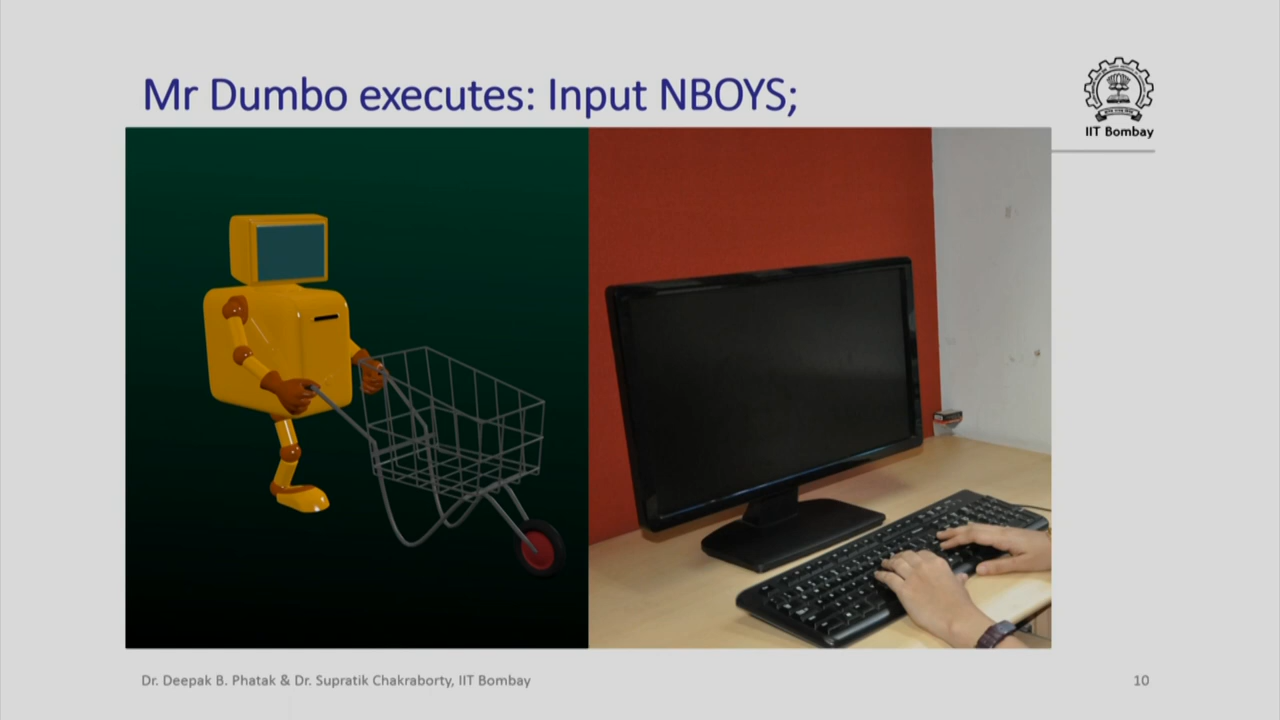 Mr Dumbo executes: Input NBOYS;
IIT Bombay
Dr. Deepak B. Phatak & Dr. Supratik Chakraborty, IIT Bombay
10